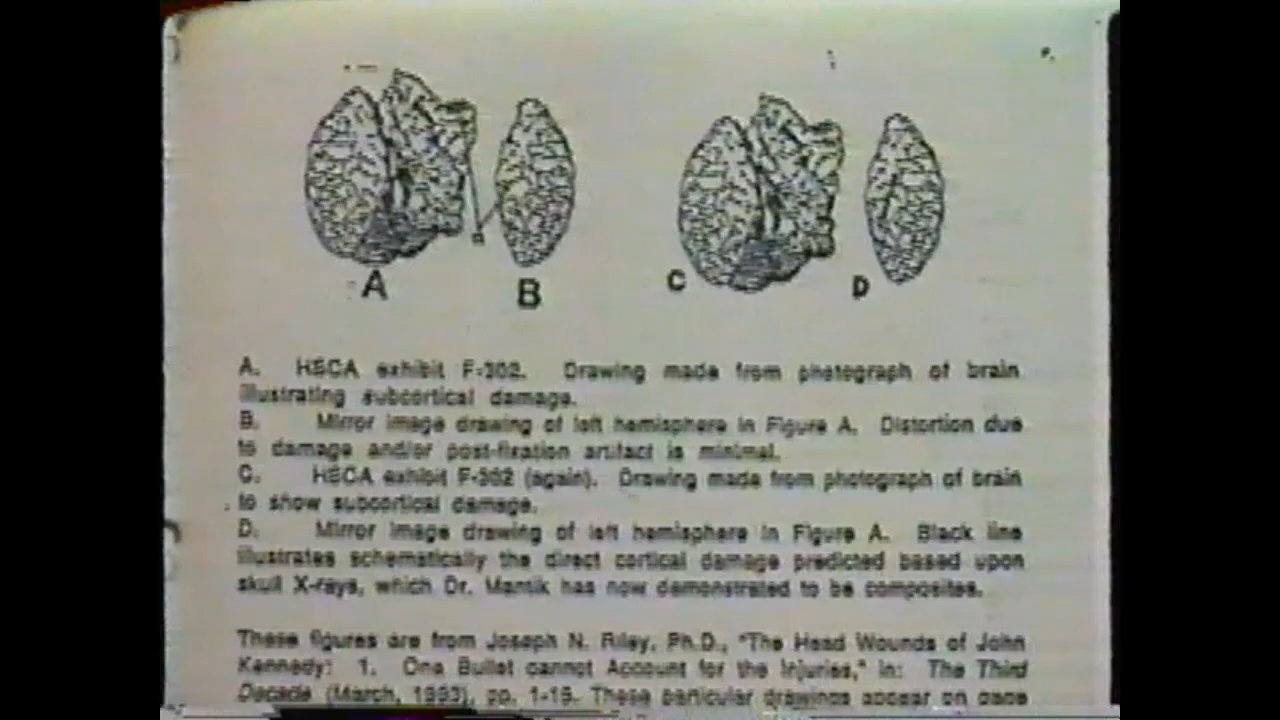 A
B
C
D
A. HSCA exhibit F-302. Drawing made from photograph of brain
illustrating subcortical damage.
B. Mirror image drawing of left hemisphere in Figure A. Distortion due
to damage and/or post-fixation artifact is minimal.
C. HSCA exhibit F-302 (again). Drawing made from photograph of brain
to show subcortical damage.
D. Mirror image drawing of left hemisphere in Figure A. Black line
illustrates schematically the direct cortical damage predicted based upon
skull X-rays, which Dr. Mantik has now demonstrated to be composites.
These figures are from Joseph N. Riley, Ph.D., "The Head Wounds of John
Kennedy: 1. One Bullet cannot Account for the Injuries," in: The Third
Decade (March, 1993), pp. 1-15. These particular drawings appear on page